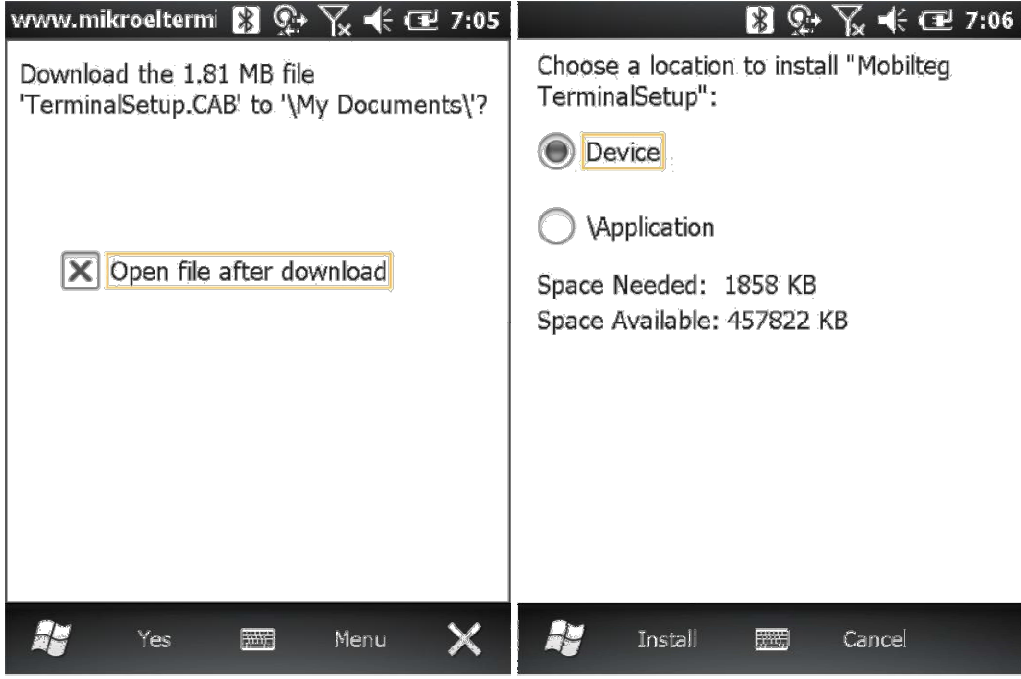 www.mikroeltermi
7:05
Download the 1.81 MB file
'TerminalSetup.CAB' to '\My Documents\'?
Open file after download
Yes
Menu
7:06
Choose a location to install "Mobilteg
TerminalSetup":
Device
\Application
Space Needed: 1858 KB
Space Available: 457822 KB
Install
Cancel